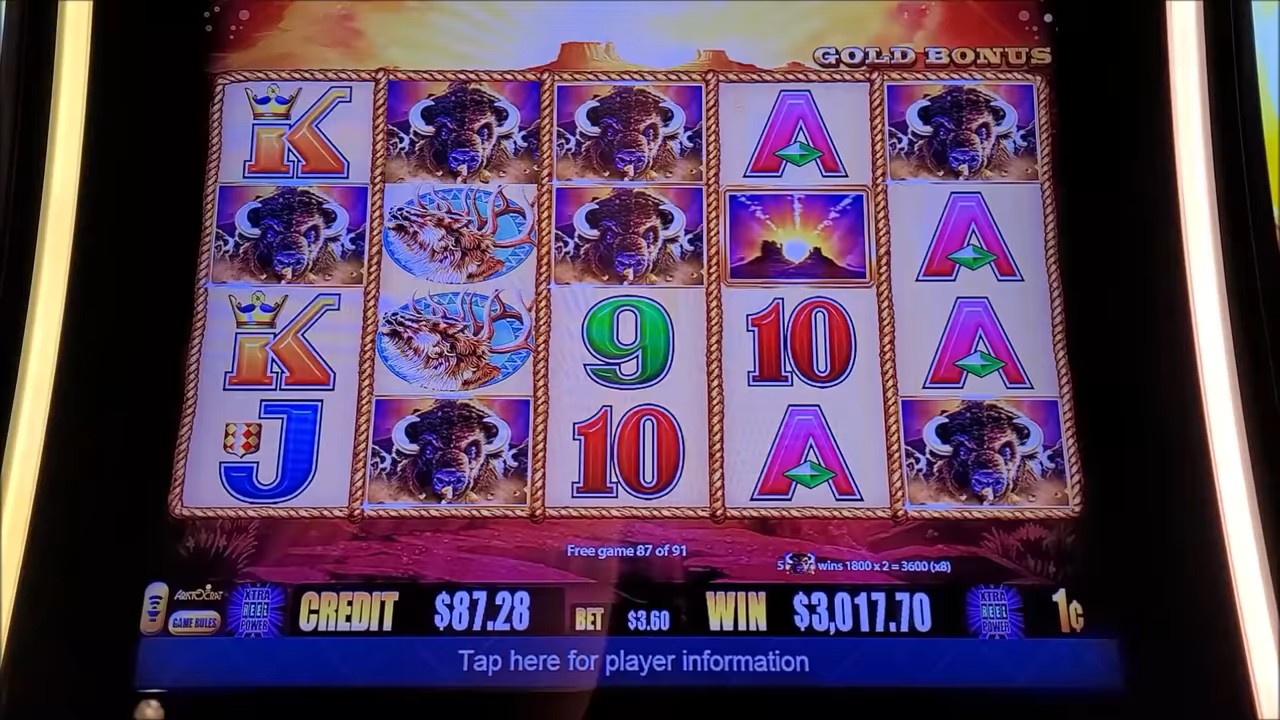 GOLD BONUS
K A
A
K 9 10 A
J 10 A
Free game 87 of 91
5 wins 1800 x 2 = 3600 (x8)
ARISTOCRAT
GAME RULES
XTRA REEL POWER
CREDIT $87.28 BET $3.60 WIN $3,017.70
XTRA REEL POWER
1¢
Tap here for player information